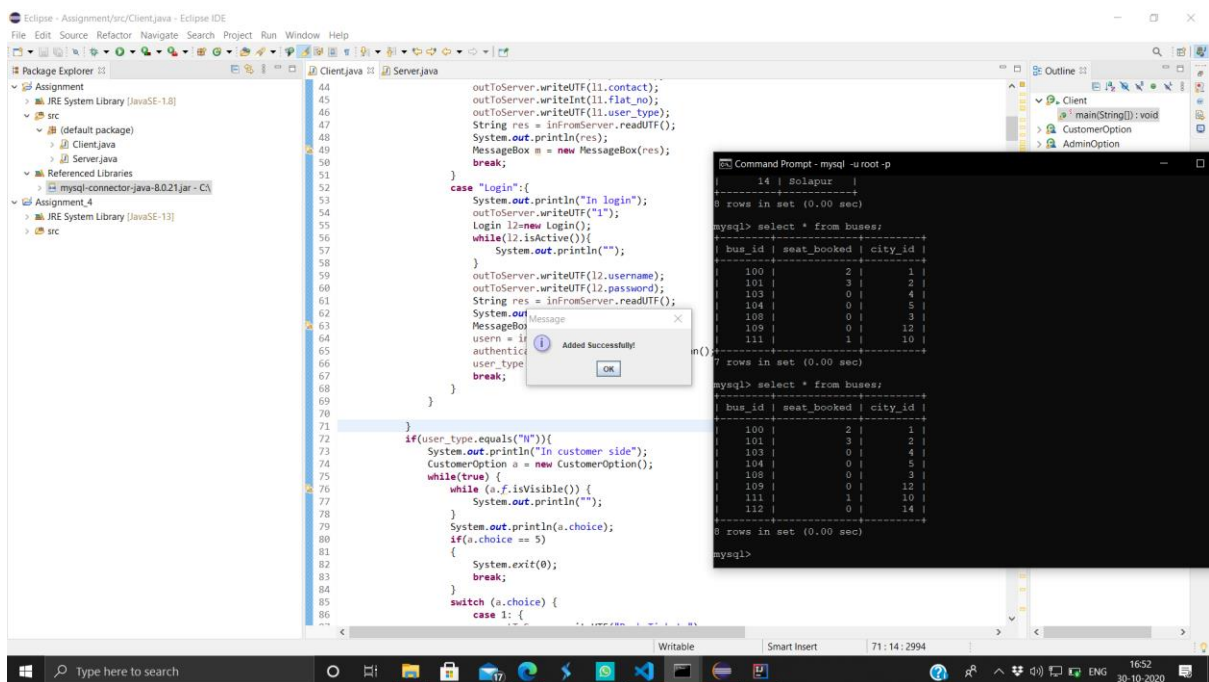 Eclipse - Assignment/src/Client.java - Eclipse IDE
File Edit Source Refactor Navigate Search Project Run Window Help
Package Explorer
Assignment
JRE System Library [JavaSE-1.8]
src
(default package)
Client.java
Server.java
Referenced Libraries
mysql-connector-java-8.0.21.jar - C:\
Assignment_4
JRE System Library [JavaSE-13]
src
Client.java Server.java
44 outToServer.writeUTF(l1.contact);
45 outToServer.writeInt(l1.flat_no);
46 outToServer.writeUTF(l1.user_type);
47 String res = inFromServer.readUTF();
48 System.out.println(res);
49 MessageBox m = new MessageBox(res);
50 break;
51 }
52 case "Login":{
53 System.out.println("In login");
54 outToServer.writeUTF("1");
55 Login l2=new Login();
56 while(l2.isActive()){
57 System.out.println("");
58 }
59 outToServer.writeUTF(l2.username);
60 outToServer.writeUTF(l2.password);
61 String res = inFromServer.readUTF();
62 System.out
63 MessageBox
64 usern = in
65 authentica on();
66 user_type
67 break;
68 }
69 }
70
71 }
72 if(user_type.equals("N")){
73 System.out.println("In customer side");
74 CustomerOption a = new CustomerOption();
75 while(true) {
76 while (a.f.isVisible()) {
77 System.out.println("");
78 }
79 System.out.println(a.choice);
80 if(a.choice == 5)
81 {
82 System.exit(0);
83 break;
84 }
85 switch (a.choice) {
86 case 1: {
Message
Added Successfully!
OK
Outline
Client
main(String[]) : void
CustomerOption
AdminOption
Command Prompt - mysql -u root -p
| 14 | Solapur |
+---------+-----------+
8 rows in set (0.00 sec)
mysql> select * from buses;
+--------+-------------+---------+
| bus_id | seat_booked | city_id |
+--------+-------------+---------+
| 100 | 2 | 1 |
| 101 | 3 | 2 |
| 103 | 0 | 4 |
| 104 | 0 | 5 |
| 108 | 0 | 3 |
| 109 | 0 | 12 |
| 111 | 1 | 10 |
+--------+-------------+---------+
7 rows in set (0.00 sec)
mysql> select * from buses;
+--------+-------------+---------+
| bus_id | seat_booked | city_id |
+--------+-------------+---------+
| 100 | 2 | 1 |
| 101 | 3 | 2 |
| 103 | 0 | 4 |
| 104 | 0 | 5 |
| 108 | 0 | 3 |
| 109 | 0 | 12 |
| 111 | 1 | 10 |
| 112 | 0 | 14 |
+--------+-------------+---------+
8 rows in set (0.00 sec)
mysql>
Writable Smart Insert 71 : 14 : 2994
Type here to search
17
ENG
16:52
30-10-2020